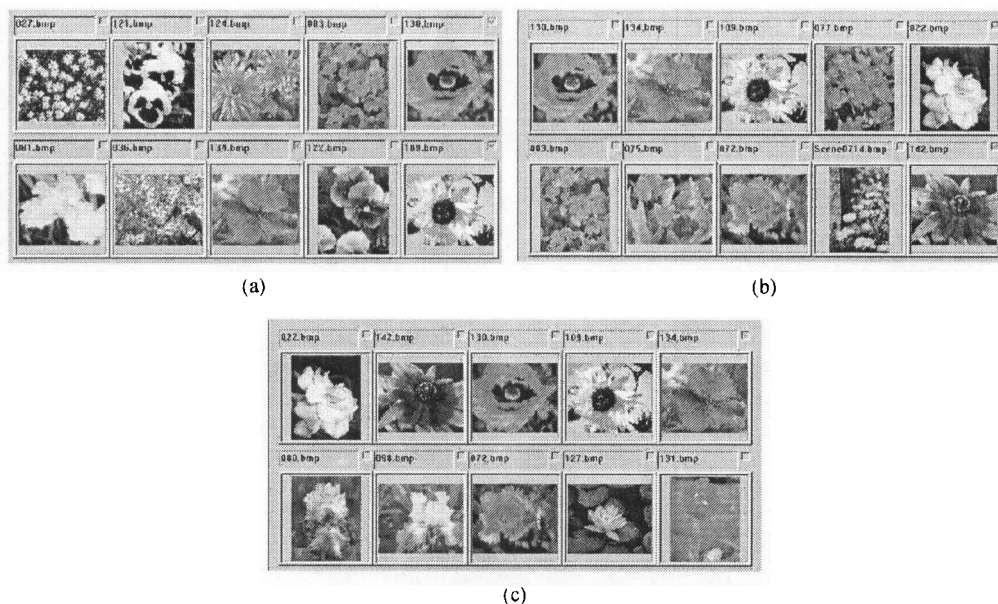 027.bmp 121.bmp 124.bmp 083.bmp 130.bmp
081.bmp 036.bmp 134.bmp 122.bmp 109.bmp
(a)
130.bmp 134.bmp 109.bmp 077.bmp 022.bmp
083.bmp 075.bmp 072.bmp Scene0714.bmp 142.bmp
(b)
022.bmp 142.bmp 130.bmp 109.bmp 134.bmp
080.bmp 098.bmp 072.bmp 127.bmp 131.bmp
(c)